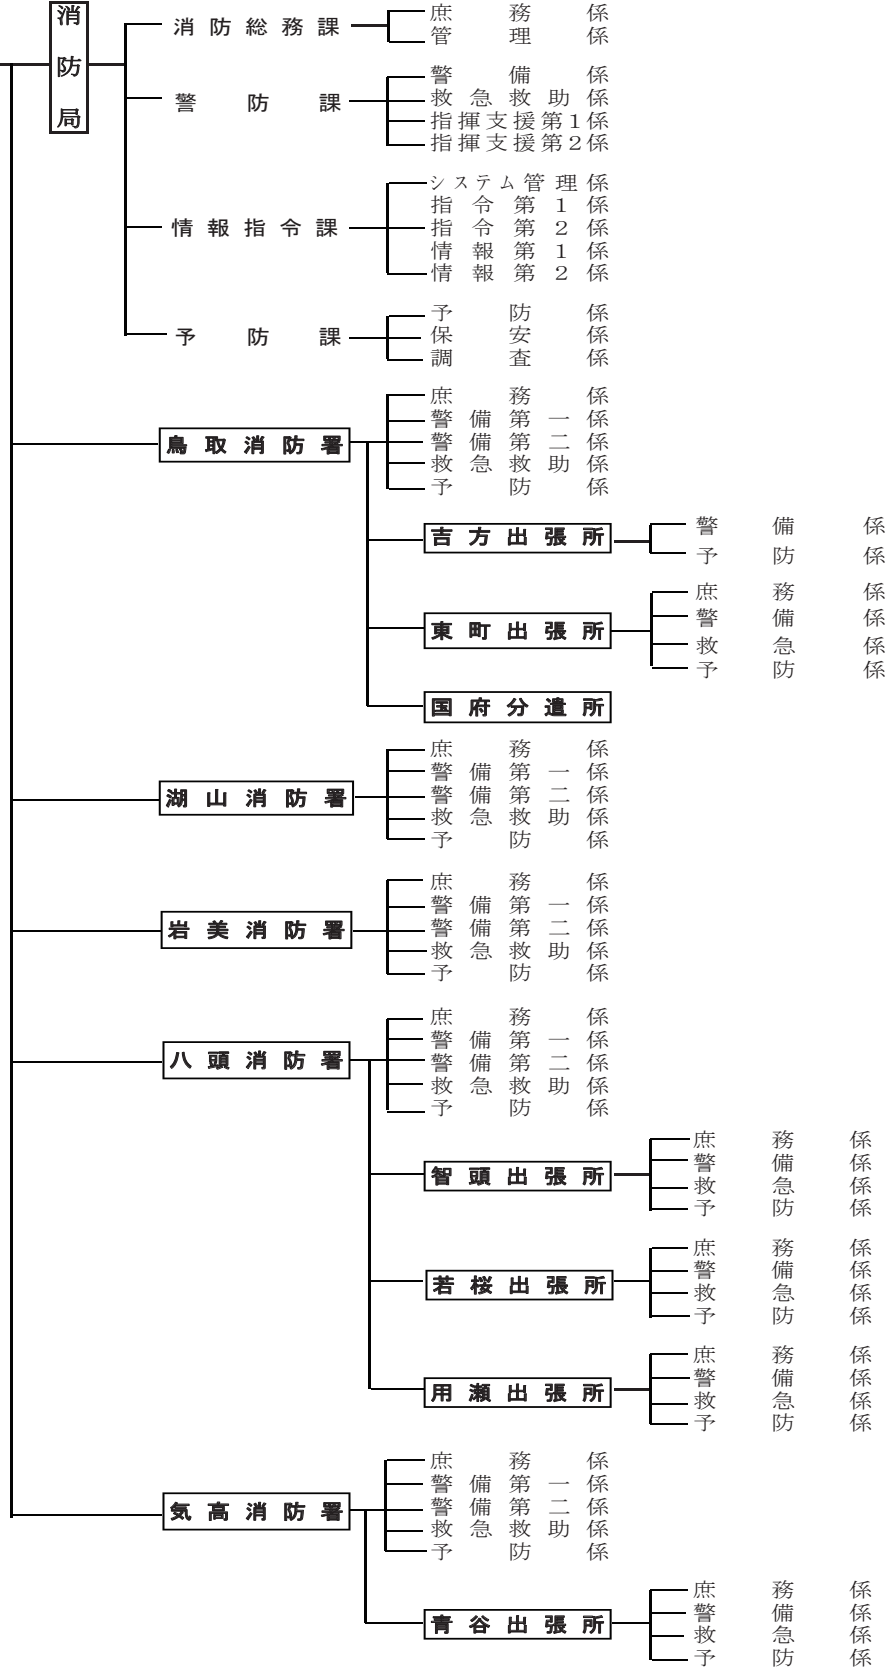 消防局
消防総務課
庶務係
管理係
警防課
警備係
救急救助係
指揮支援第1係
指揮支援第2係
情報指令課
システム管理係
指令第1係
指令第2係
情報第1係
情報第2係
予防課
予防係
保安係
調査係
鳥取消防署
庶務係
警備第一係
警備第二係
救急救助係
予防係
吉方出張所
警備係
予防係
東町出張所
庶務係
警備係
救急係
予防係
国府分遣所
湖山消防署
庶務係
警備第一係
警備第二係
救急救助係
予防係
岩美消防署
庶務係
警備第一係
警備第二係
救急救助係
予防係
八頭消防署
庶務係
警備第一係
警備第二係
救急救助係
予防係
智頭出張所
庶務係
警備係
救急係
予防係
若桜出張所
庶務係
警備係
救急係
予防係
用瀬出張所
庶務係
警備係
救急係
予防係
気高消防署
庶務係
警備第一係
警備第二係
救急救助係
予防係
青谷出張所
庶務係
警備係
救急係
予防係